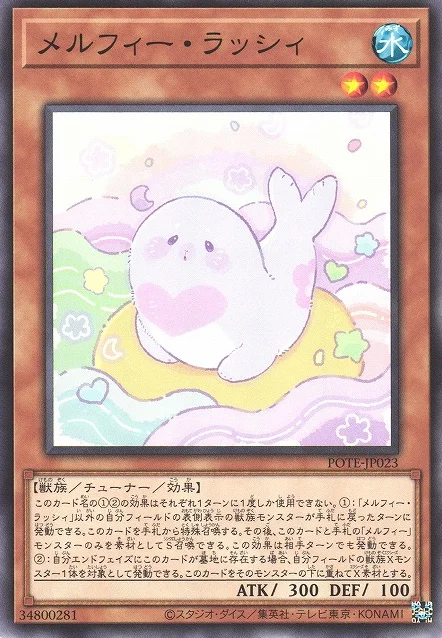 メルフィー・ラッシィ
水
POTE-JP023
【獣族／チューナー／効果】
このカード名の①②の効果はそれぞれ１ターンに１度しか使用できない。①：「メルフィー・
ラッシィ」以外の自分フィールドの表側表示の獣族モンスターが手札に戻ったターンに
発動できる。このカードを手札から特殊召喚する。その後、このカードと手札の「メルフィー」
モンスターのみを素材としてＳ召喚できる。この効果は相手ターンでも発動できる。
②：自分エンドフェイズにこのカードが墓地に存在する場合、自分フィールドの獣族Ｘモン
スター１体を対象として発動できる。このカードをそのモンスターの下に重ねてＸ素材とする。
ATK/ 300 DEF/ 100
34800281 ©スタジオ・ダイス／集英社・テレビ東京・KONAMI